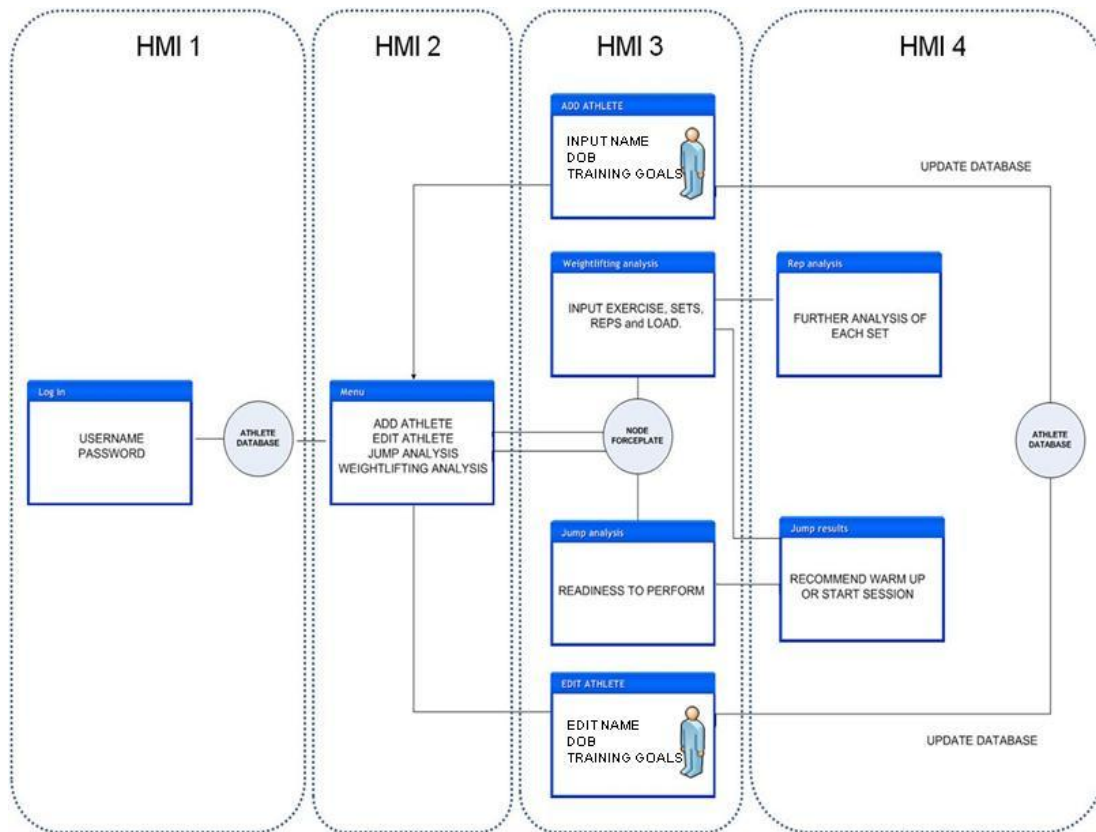 HMI 1
HMI 2
HMI 3
HMI 4
Log in
USERNAME
PASSWORD
ATHLETE
DATABASE
Menu
ADD ATHLETE
EDIT ATHLETE
JUMP ANALYSIS
WEIGHTLIFTING ANALYSIS
ADD ATHLETE
INPUT NAME
DOB
TRAINING GOALS
Weightlifting analysis
INPUT EXERCISE, SETS,
REPS and LOAD.
NODE
FORCEPLATE
Jump analysis
READINESS TO PERFORM
EDIT ATHLETE
EDIT NAME
DOB
TRAINING GOALS
UPDATE DATABASE
Rep analysis
FURTHER ANALYSIS OF
EACH SET
ATHLETE
DATABASE
Jump results
RECOMMEND WARM UP
OR START SESSION
UPDATE DATABASE